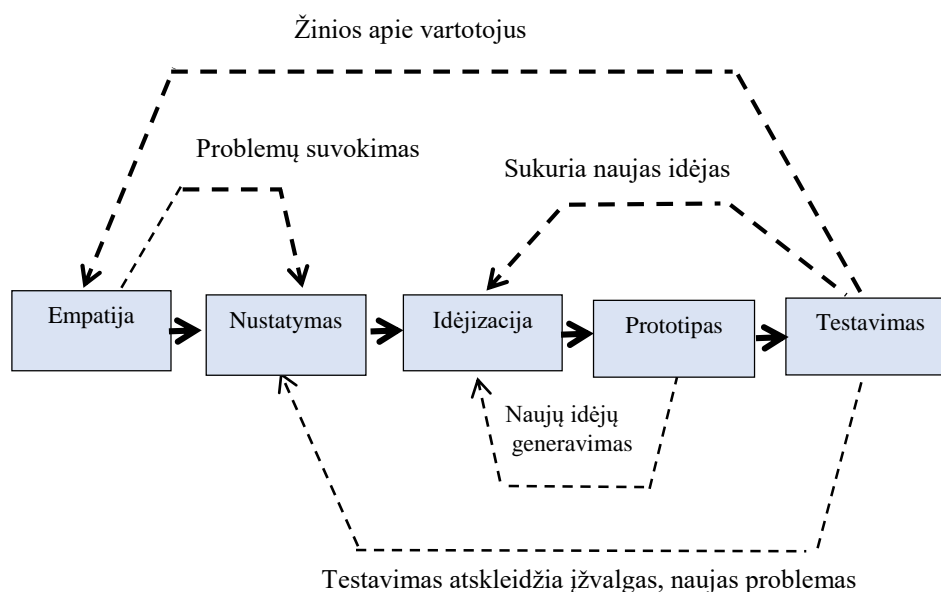 Žinios apie vartotojus
Problemų suvokimas
Sukuria naujas idėjas
Empatija
Nustatymas
Idėjizacija
Prototipas
Testavimas
Naujų idėjų
generavimas
Testavimas atskleidžia įžvalgas, naujas problemas